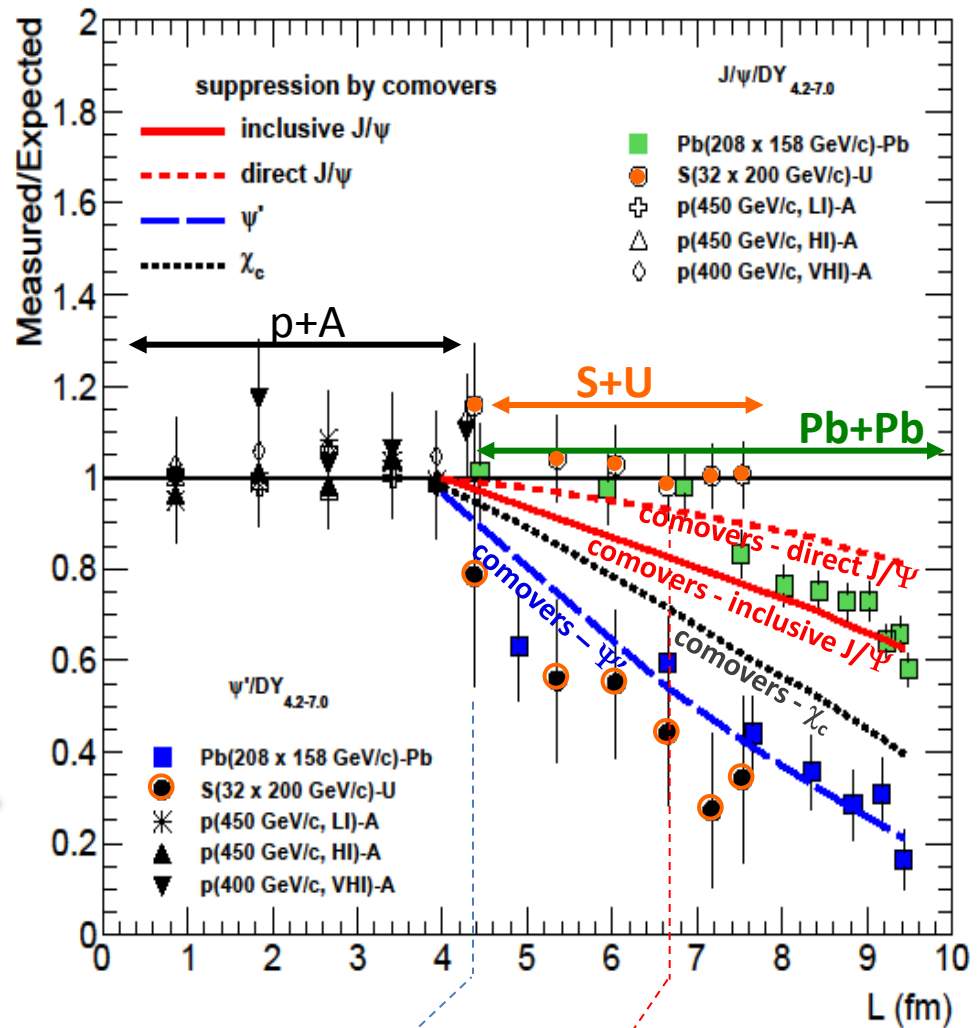 Measured/Expected
2
1.8
1.6
1.4
1.2
1
0.8
0.6
0.4
0.2
0
suppression by comovers
inclusive J/ψ
direct J/ψ
ψ'
χc
J/ψ/DY4.2-7.0
Pb(208 x 158 GeV/c)-Pb
S(32 x 200 GeV/c)-U
p(450 GeV/c, LI)-A
p(450 GeV/c, HI)-A
p(400 GeV/c, VHI)-A
p+A
S+U
Pb+Pb
comovers - direct J/Ψ
comovers - inclusive J/Ψ
comovers - χc
comovers – Ψ'
ψ'/DY4.2-7.0
Pb(208 x 158 GeV/c)-Pb
S(32 x 200 GeV/c)-U
p(450 GeV/c, LI)-A
p(450 GeV/c, HI)-A
p(400 GeV/c, VHI)-A
0 1 2 3 4 5 6 7 8 9 10
L (fm)